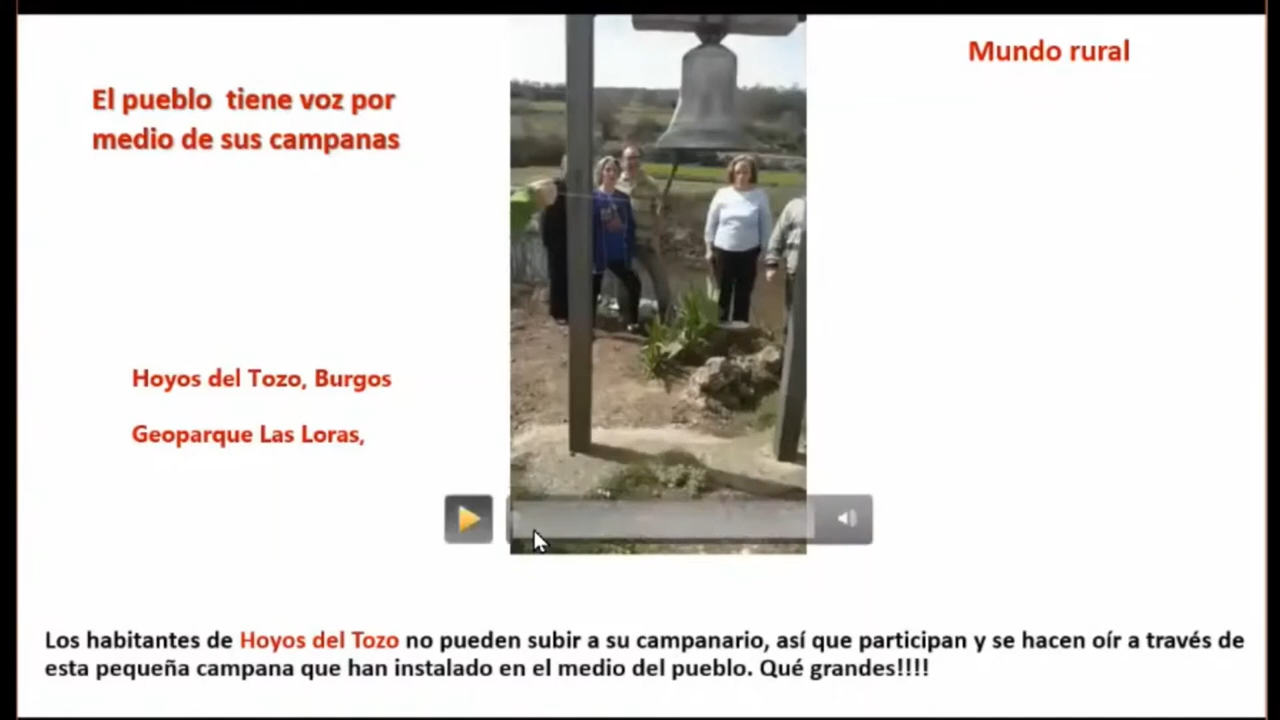 Mundo rural
El pueblo tiene voz por
medio de sus campanas
Hoyos del Tozo, Burgos
Geoparque Las Loras,
Los habitantes de Hoyos del Tozo no pueden subir a su campanario, así que participan y se hacen oír a través de
esta pequeña campana que han instalado en el medio del pueblo. Qué grandes!!!!